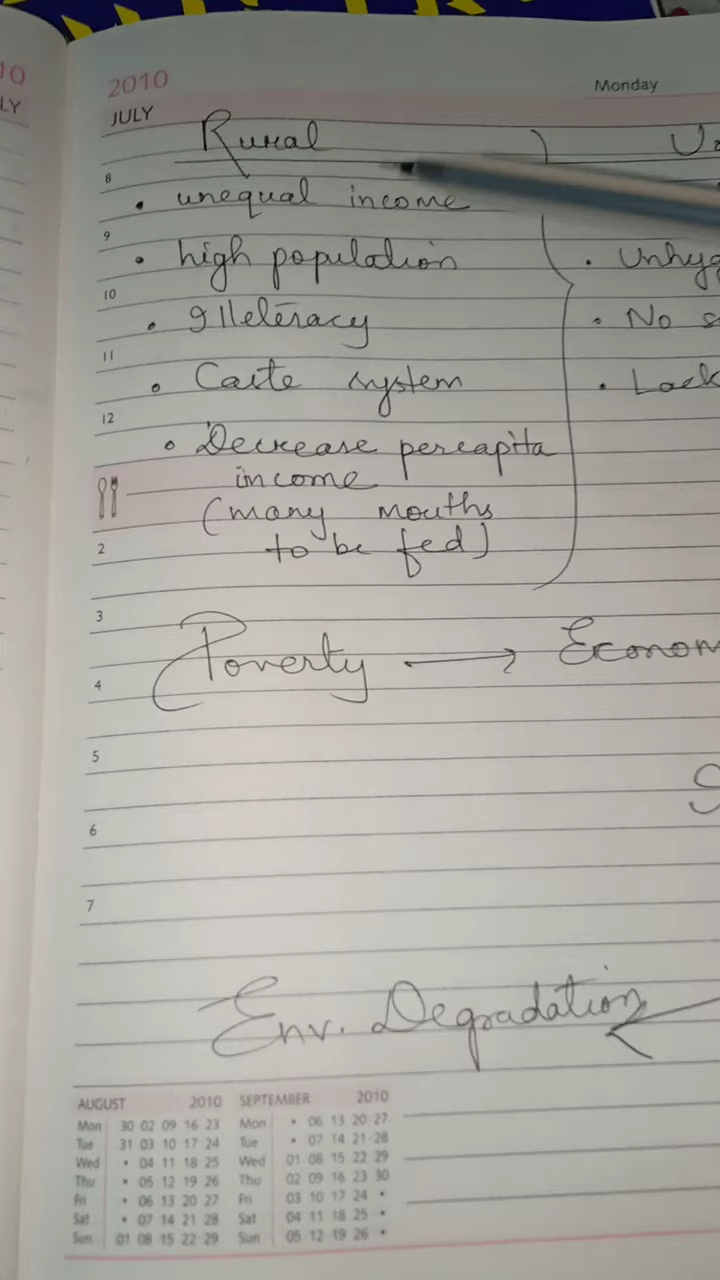 10
LY
2010
JULY
Monday
Rural
8
• unequal income
9
• high population
• Unhyg
10
• Illeteracy
• No s
11
• Caste system
• Lack
12
• Decrease percapita
income
(many mouths
to be fed)
2
3
Poverty → Econom
4
5
6
7
Env. Degradation
AUGUST 2010
Mon 30 02 09 16 23
Tue 31 03 10 17 24
Wed • 04 11 18 25
Thu • 05 12 19 26
Fri • 06 13 20 27
Sat • 07 14 21 28
Sun 01 08 15 22 29
SEPTEMBER 2010
Mon • 06 13 20 27
Tue • 07 14 21 28
Wed 01 08 15 22 29
Thu 02 09 16 23 30
Fri 03 10 17 24 •
Sat 04 11 18 25 •
Sun 05 12 19 26 •